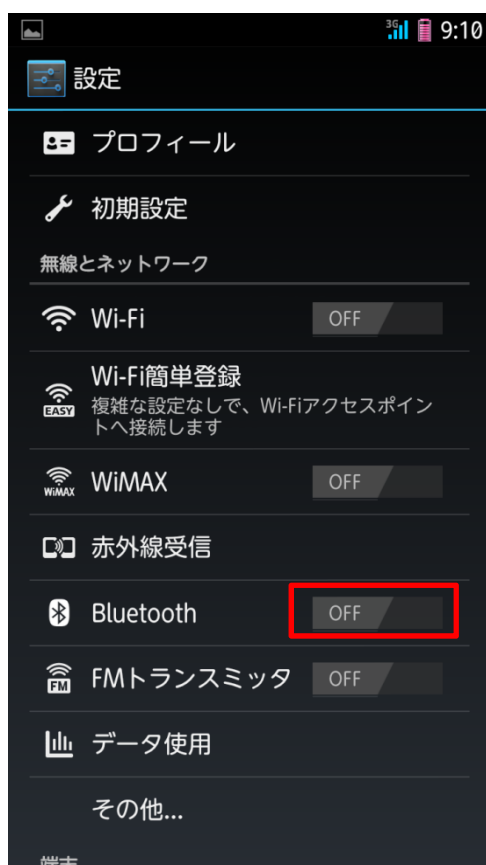 3G 9:10
設定
プロフィール
初期設定
無線とネットワーク
Wi-Fi OFF
Wi-Fi簡単登録
EASY
複雑な設定なしで、Wi-Fiアクセスポイン
トへ接続します
WiMAX WiMAX OFF
赤外線受信
Bluetooth OFF
FM FMトランスミッタ OFF
データ使用
その他...
端末